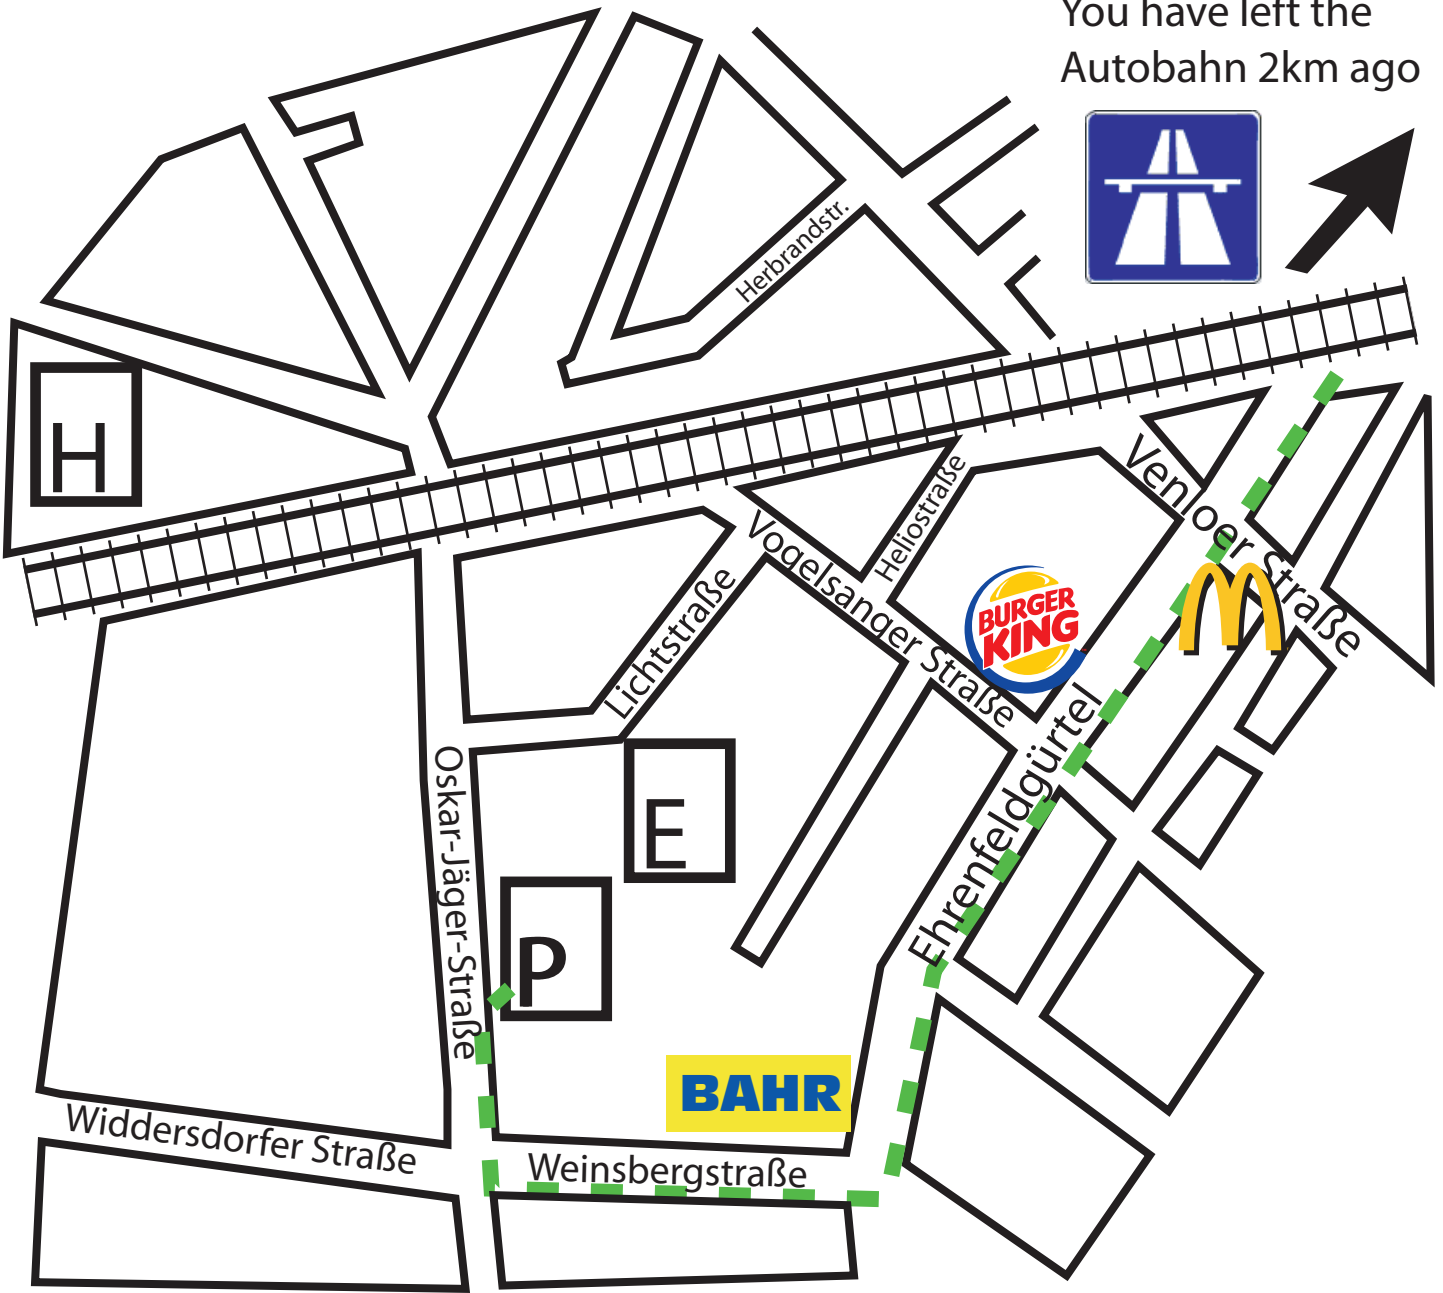 You have left the
Autobahn 2km ago
Herbrandstr.
H
Venloer Straße
Heliostraße
Vogelsanger Straße
Lichtstraße
BURGER
KING
Ehrenfeldgürtel
Oskar-Jäger-Straße
E
P
BAHR
Widdersdorfer Straße
Weinsbergstraße